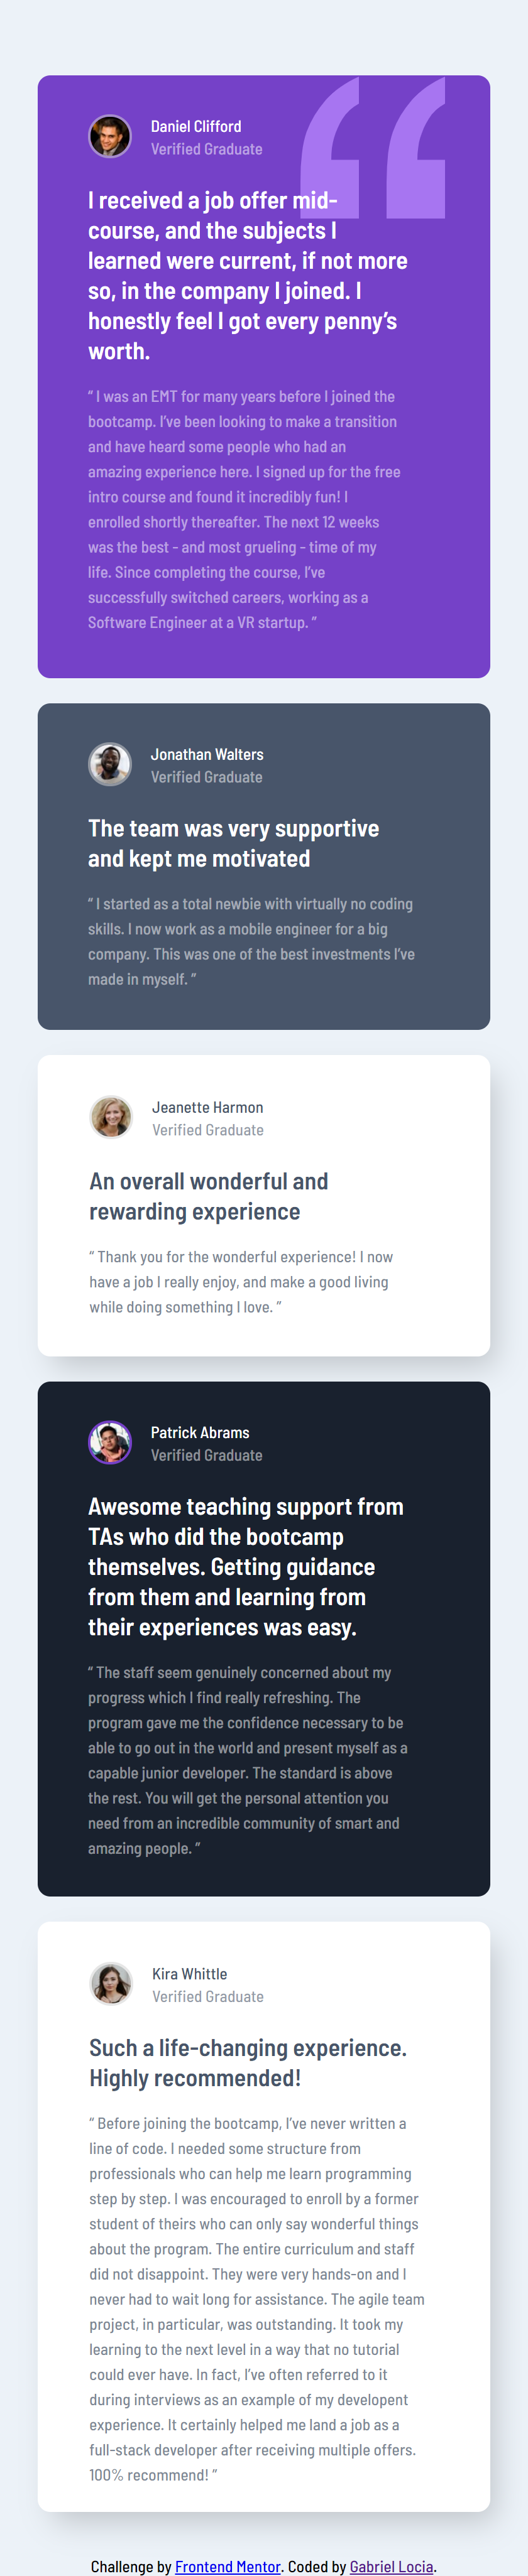 Daniel Clifford
Verified Graduate
I received a job offer mid-
course, and the subjects I
learned were current, if not more
so, in the company I joined. I
honestly feel I got every penny’s
worth.
“ I was an EMT for many years before I joined the
bootcamp. I’ve been looking to make a transition
and have heard some people who had an
amazing experience here. I signed up for the free
intro course and found it incredibly fun! I
enrolled shortly thereafter. The next 12 weeks
was the best - and most grueling - time of my
life. Since completing the course, I’ve
successfully switched careers, working as a
Software Engineer at a VR startup. ”
Jonathan Walters
Verified Graduate
The team was very supportive
and kept me motivated
“ I started as a total newbie with virtually no coding
skills. I now work as a mobile engineer for a big
company. This was one of the best investments I’ve
made in myself. ”
Jeanette Harmon
Verified Graduate
An overall wonderful and
rewarding experience
“ Thank you for the wonderful experience! I now
have a job I really enjoy, and make a good living
while doing something I love. ”
Patrick Abrams
Verified Graduate
Awesome teaching support from
TAs who did the bootcamp
themselves. Getting guidance
from them and learning from
their experiences was easy.
“ The staff seem genuinely concerned about my
progress which I find really refreshing. The
program gave me the confidence necessary to be
able to go out in the world and present myself as a
capable junior developer. The standard is above
the rest. You will get the personal attention you
need from an incredible community of smart and
amazing people. ”
Kira Whittle
Verified Graduate
Such a life-changing experience.
Highly recommended!
“ Before joining the bootcamp, I’ve never written a
line of code. I needed some structure from
professionals who can help me learn programming
step by step. I was encouraged to enroll by a former
student of theirs who can only say wonderful things
about the program. The entire curriculum and staff
did not disappoint. They were very hands-on and I
never had to wait long for assistance. The agile team
project, in particular, was outstanding. It took my
learning to the next level in a way that no tutorial
could ever have. In fact, I’ve often referred to it
during interviews as an example of my developent
experience. It certainly helped me land a job as a
full-stack developer after receiving multiple offers.
100% recommend! ”
Challenge by Frontend Mentor. Coded by Gabriel Locia.